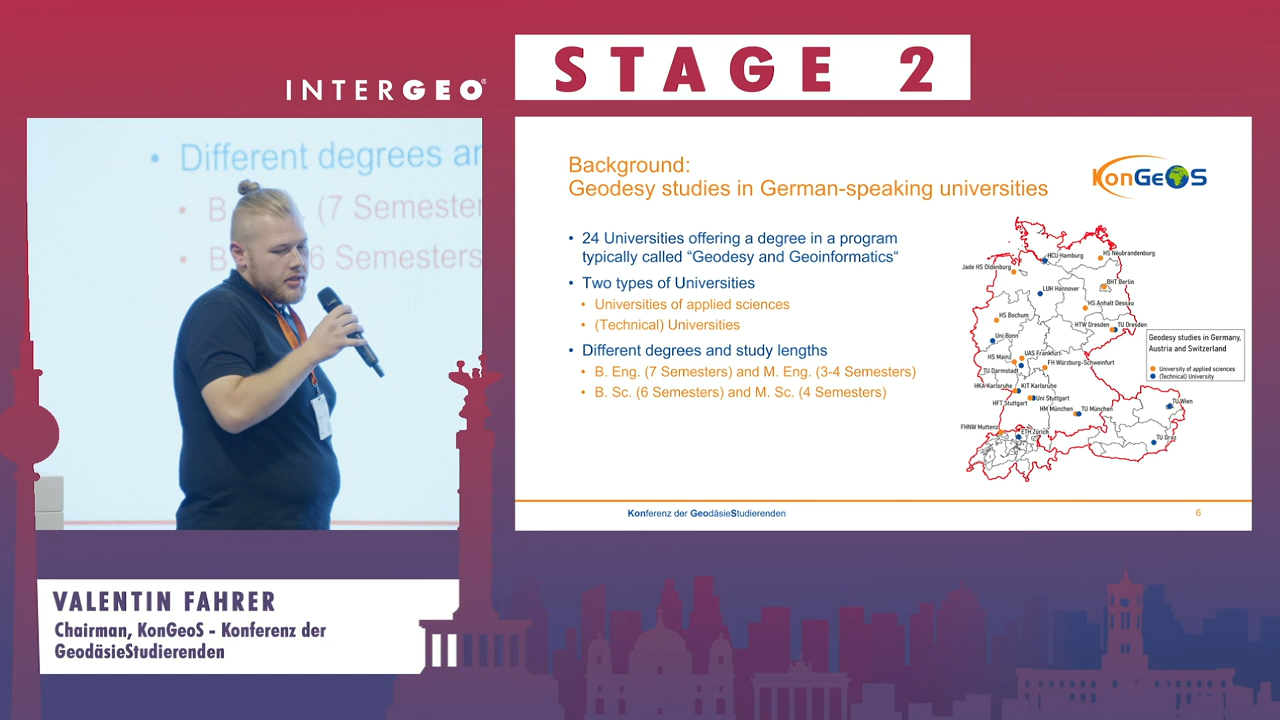 STAGE 2
INTERGEO®
• Different degrees an
• B (7 Semester
• B 6 Semesters
Background:
Geodesy studies in German-speaking universities
KonGeOS
• 24 Universities offering a degree in a program
typically called “Geodesy and Geoinformatics“
• Two types of Universities
• Universities of applied sciences
• (Technical) Universities
• Different degrees and study lengths
• B. Eng. (7 Semesters) and M. Eng. (3-4 Semesters)
• B. Sc. (6 Semesters) and M. Sc. (4 Semesters)
HCU Hamburg
HS Neubrandenburg
Jade HS Oldenburg
BHT Berlin
LUH Hannover
HS Anhalt Dessau
HS Bochum
HTW Dresden
TU Dresden
Uni Bonn
UAS Frankfurt
HS Mainz
FH Würzburg-Schweinfurt
TU Darmstadt
HKA Karlsruhe
KIT Karlsruhe
HFT Stuttgart
Uni Stuttgart
HM München
TU München
TU Wien
FHNW Muttenz
ETH Zürich
TU Graz
Geodesy studies in Germany,
Austria and Switzerland
University of applied sciences
(Technical) University
Konferenz der GeodäsieStudierenden
6
VALENTIN FAHRER
Chairman, KonGeoS - Konferenz der
GeodäsieStudierenden